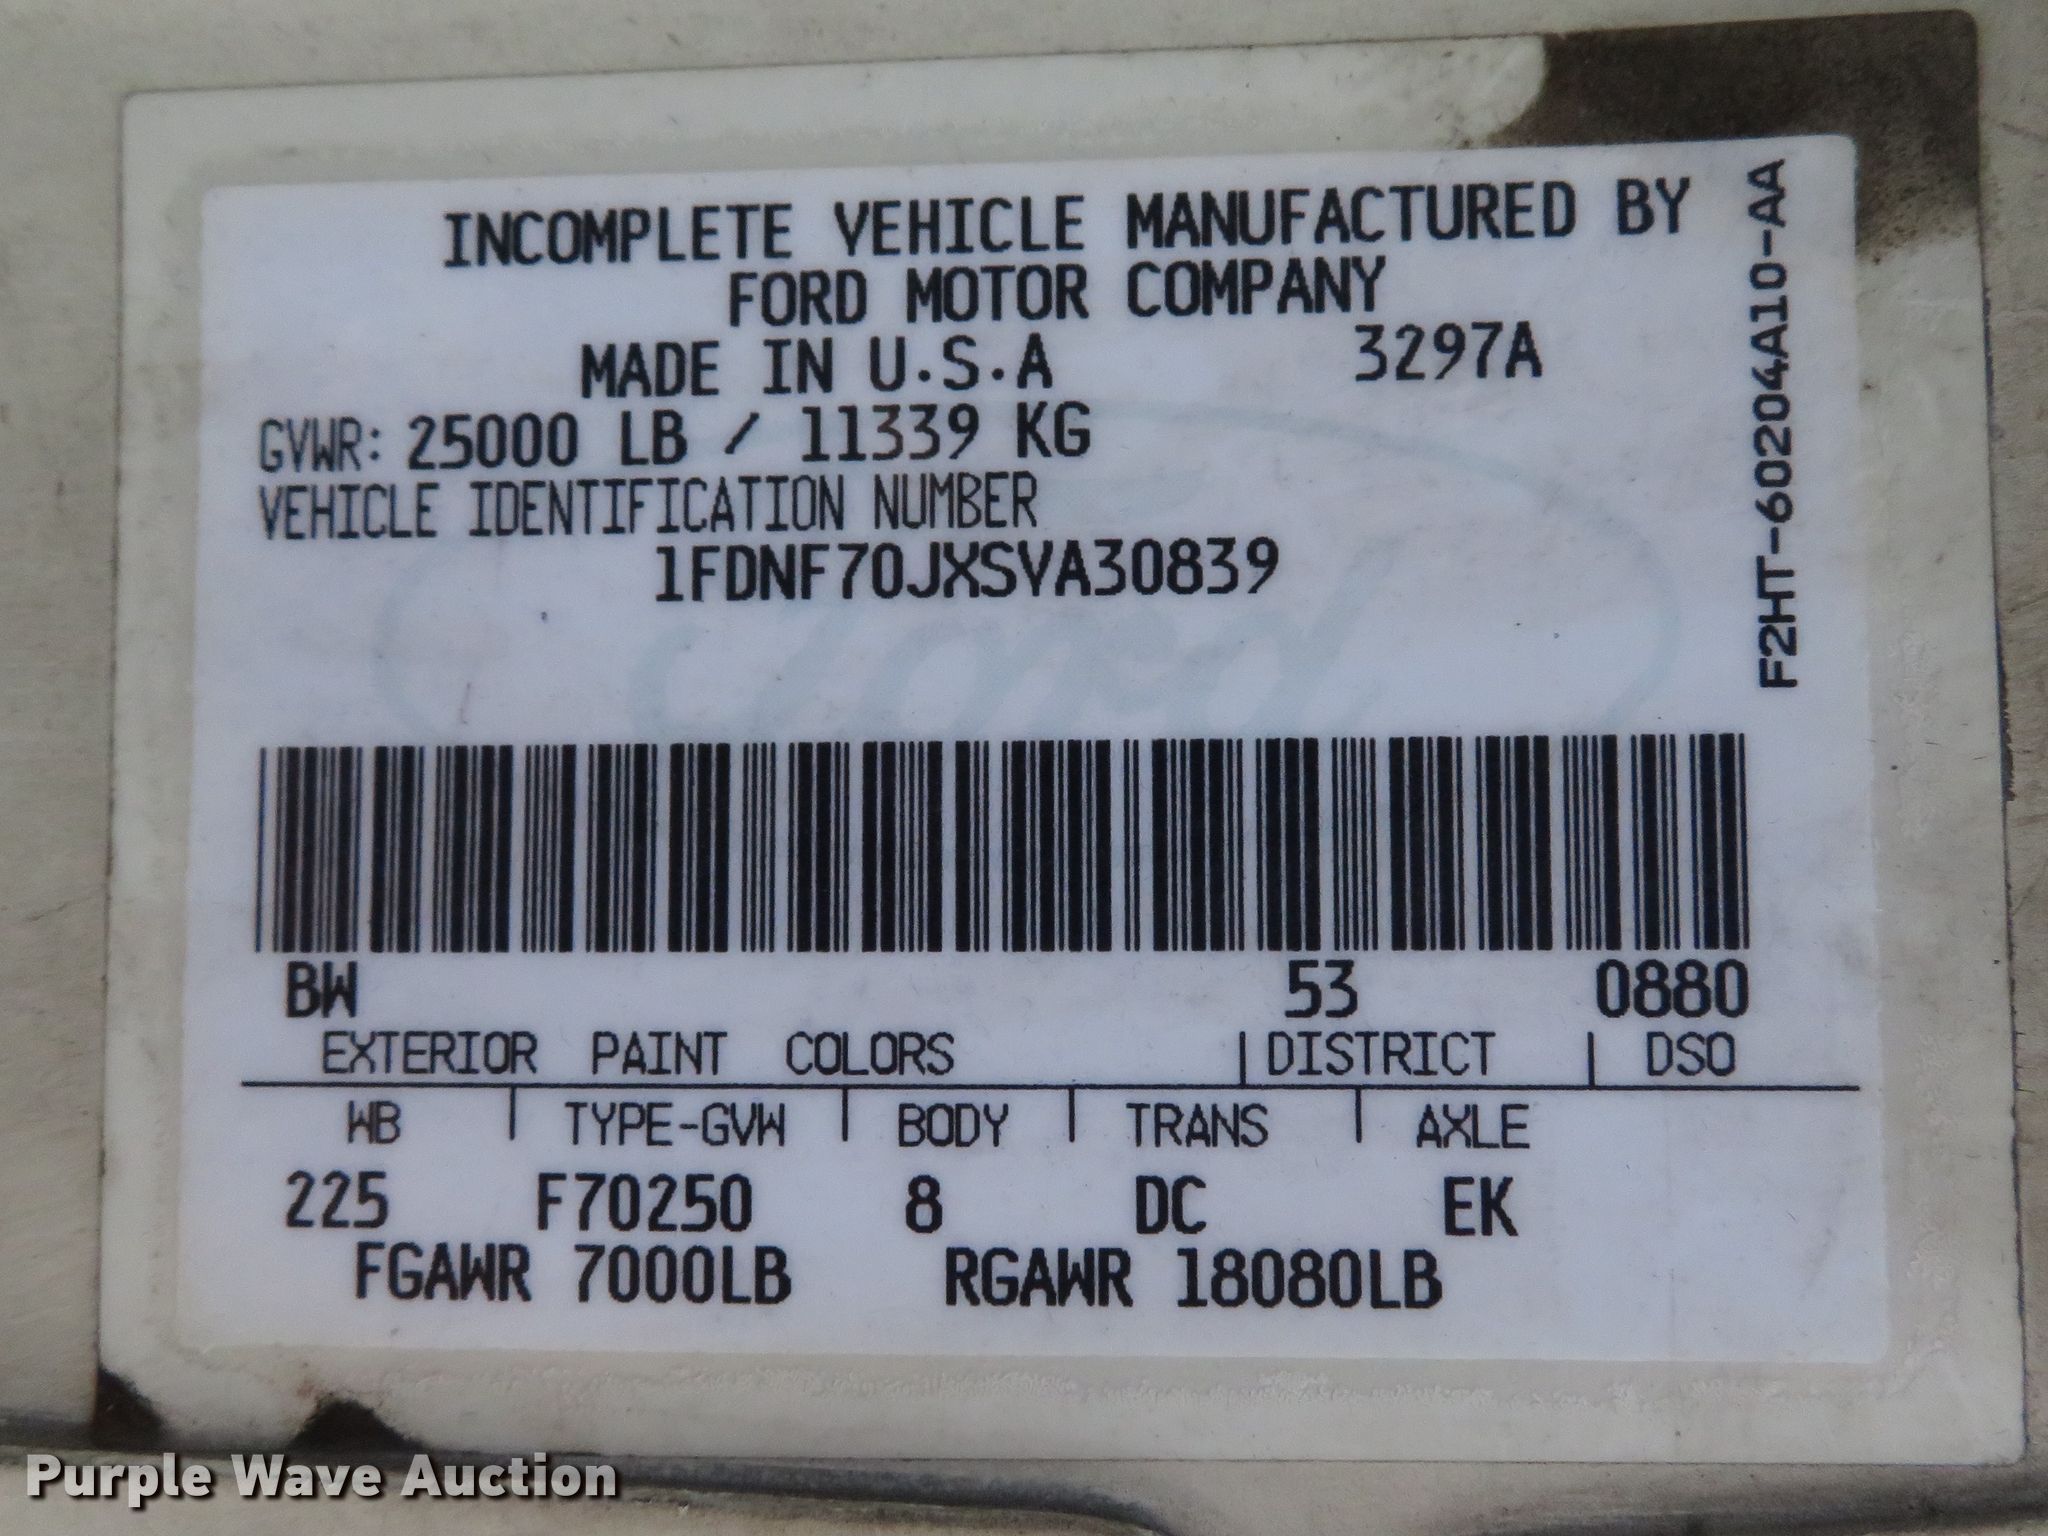 INCOMPLETE VEHICLE MANUFACTURED BY
FORD MOTOR COMPANY
MADE IN U.S.A 3297A
GVWR: 25000 LB / 11339 KG
VEHICLE IDENTIFICATION NUMBER
1FDNF70JXSVA30839
F2HT-60204A10-AA
Ford
BW 53 0880
EXTERIOR PAINT COLORS | DISTRICT | DSO
WB | TYPE-GVW | BODY | TRANS | AXLE
225 F70250 8 DC EK
FGAWR 7000LB RGAWR 18080LB
Purple Wave Auction